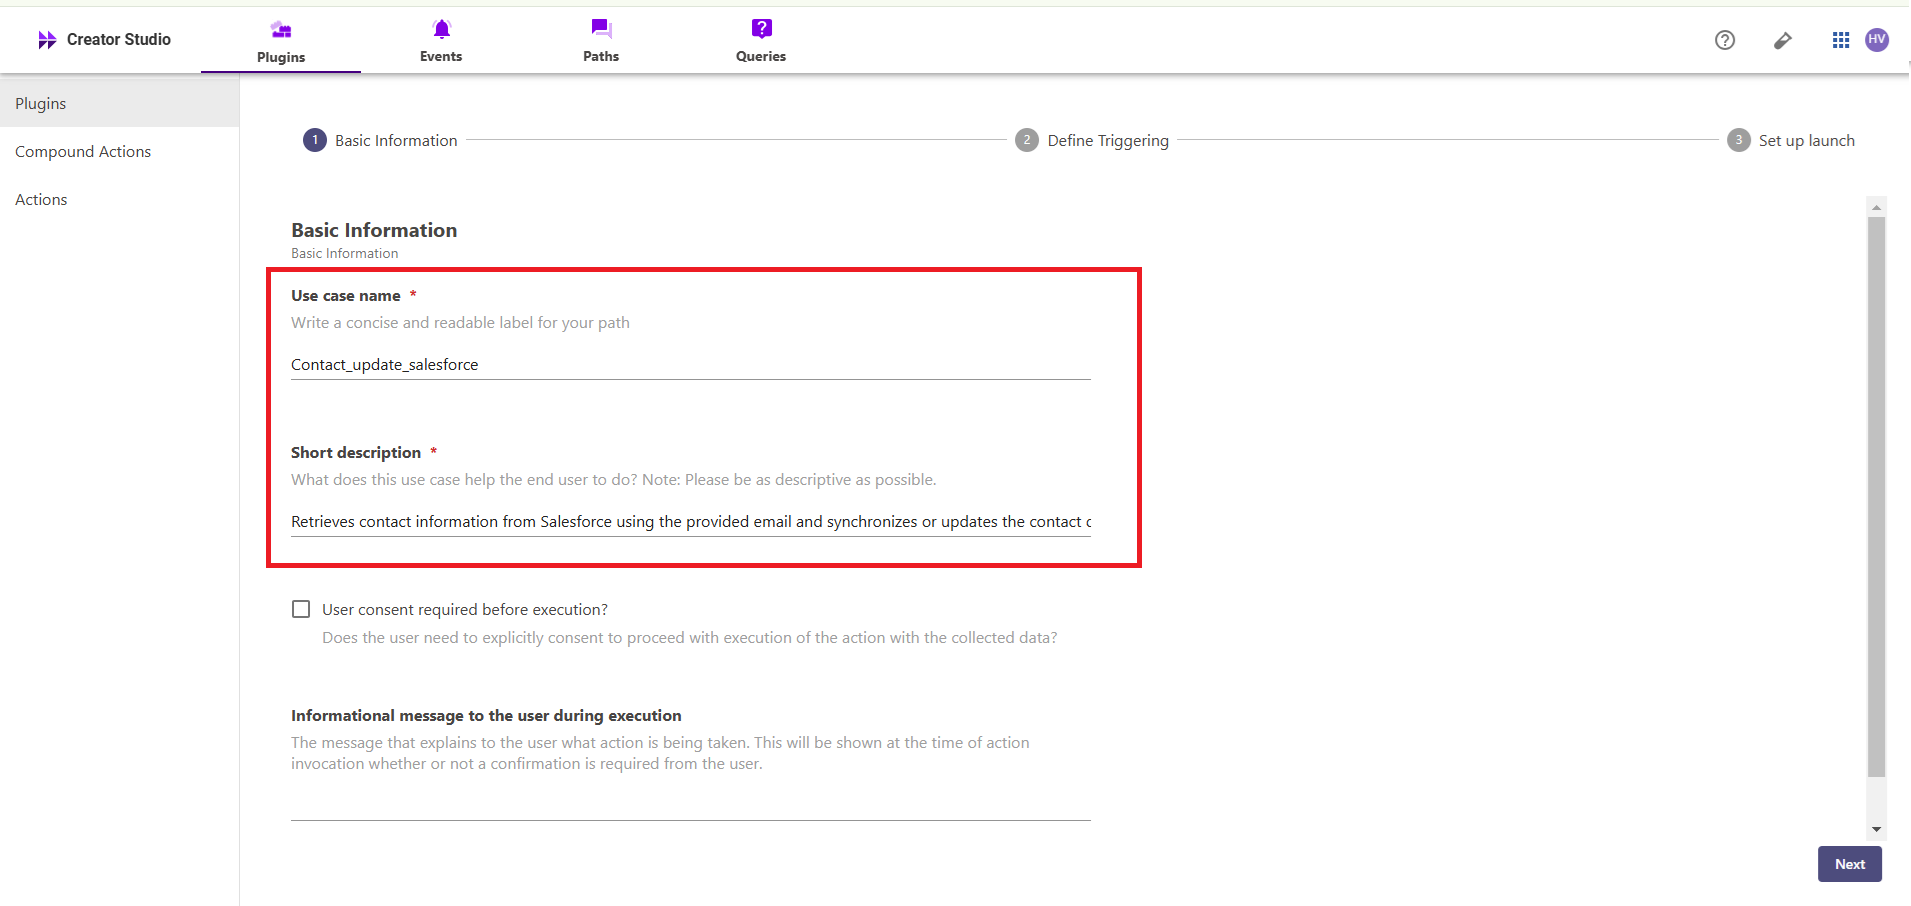 Creator Studio
Plugins
Events
Paths
?
Queries
?
HV
Plugins
Compound Actions
Actions
1 Basic Information
2 Define Triggering
3 Set up launch
Basic Information
Basic Information
Use case name *
Write a concise and readable label for your path
Contact_update_salesforce
Short description *
What does this use case help the end user to do? Note: Please be as descriptive as possible.
Retrieves contact information from Salesforce using the provided email and synchronizes or updates the contact
User consent required before execution?
Does the user need to explicitly consent to proceed with execution of the action with the collected data?
Informational message to the user during execution
The message that explains to the user what action is being taken. This will be shown at the time of action
invocation whether or not a confirmation is required from the user.
Next